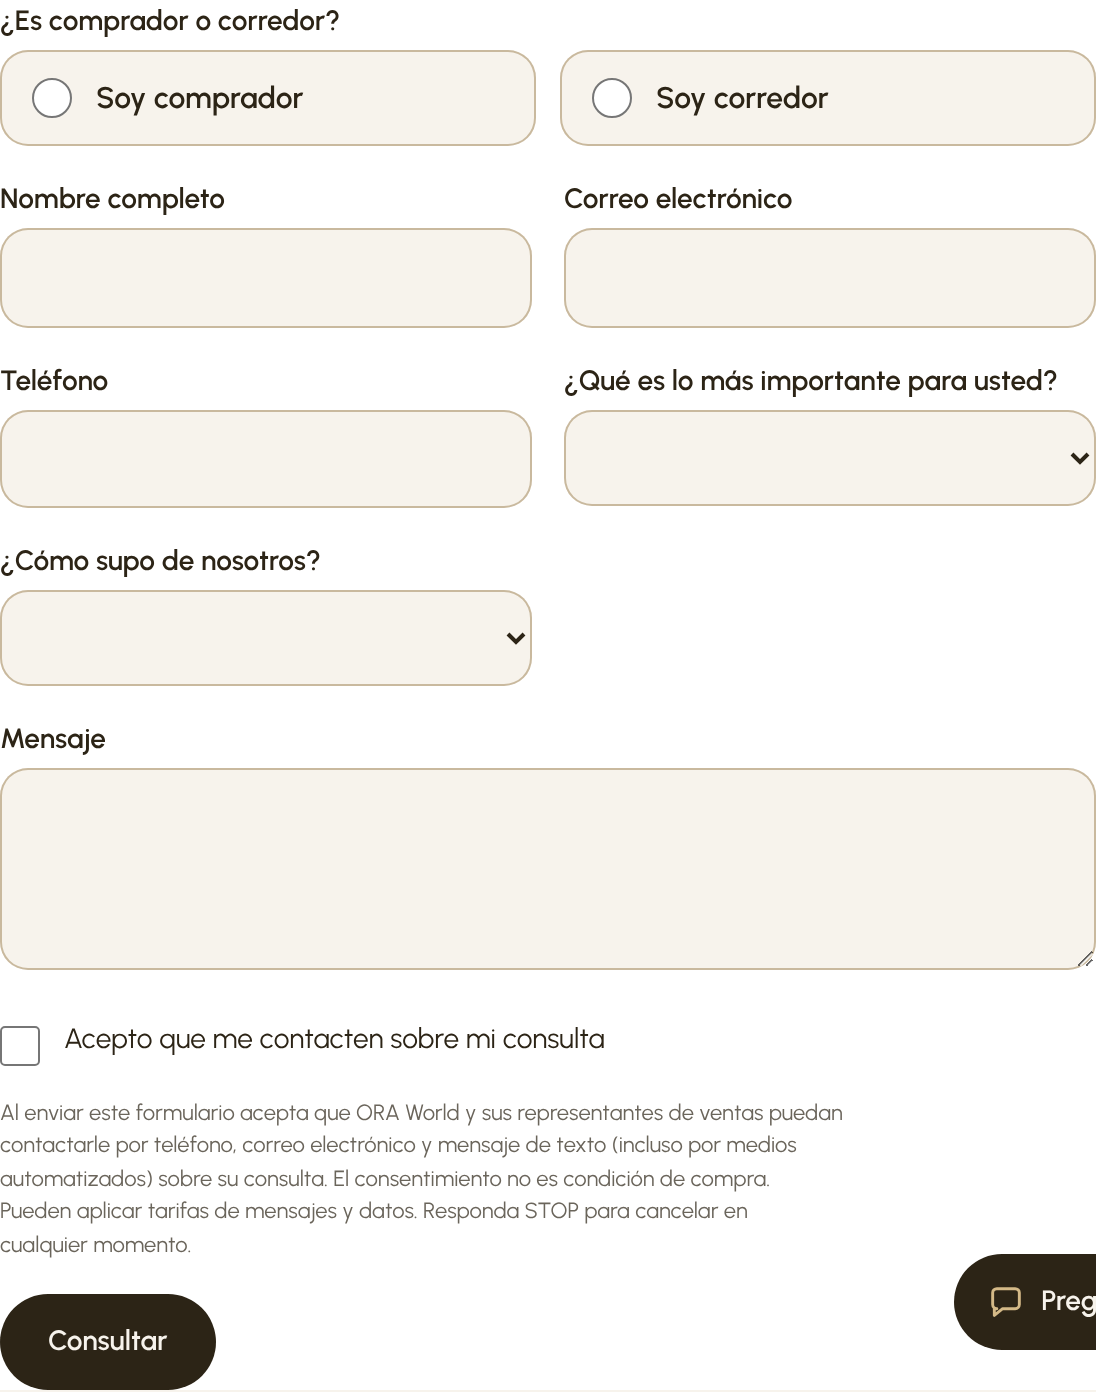 ¿Es comprador o corredor?
Soy comprador
Soy corredor
Nombre completo
Correo electrónico
Teléfono
¿Qué es lo más importante para usted?
¿Cómo supo de nosotros?
Mensaje
Acepto que me contacten sobre mi consulta
Al enviar este formulario acepta que ORA World y sus representantes de ventas puedan
contactarle por teléfono, correo electrónico y mensaje de texto (incluso por medios
automatizados) sobre su consulta. El consentimiento no es condición de compra.
Pueden aplicar tarifas de mensajes y datos. Responda STOP para cancelar en
cualquier momento.
Preg
Consultar